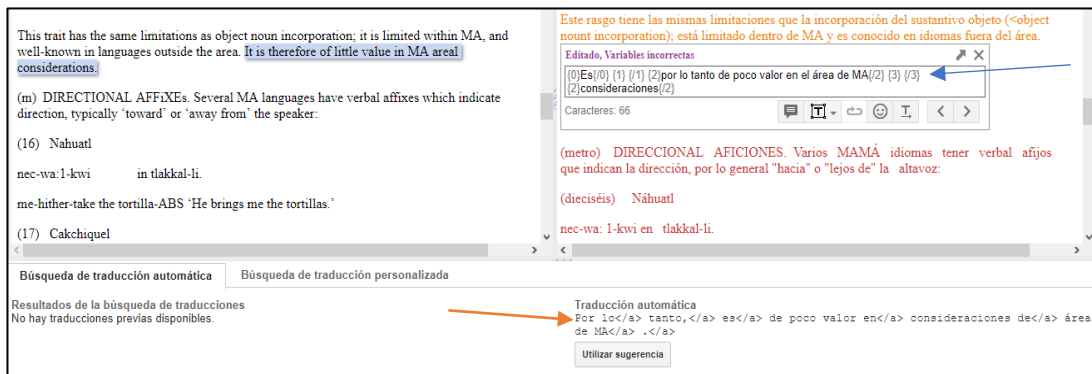 This trait has the same limitations as object noun incorporation; it is limited within MA, and
well-known in languages outside the area. It is therefore of little value in MA areal
considerations.
(m) DIRECTIONAL AFFiXEs. Several MA languages have verbal affixes which indicate
direction, typically ‘toward’ or ‘away from’ the speaker:
(16) Nahuatl
nec-wa:1-kwi in tlakkal-li.
me-hither-take the tortilla-ABS ‘He brings me the tortillas.’
(17) Cakchiquel
Este rasgo tiene las mismas limitaciones que la incorporación del sustantivo objeto (<object
nount incorporación); está limitado dentro de MA y es conocido en idiomas fuera del área.
Editado, Variables incorrectas
{0}Es{/0} {1} {/1} {2}por lo tanto de poco valor en el área de MA{/2} {3} {/3}
{2}consideraciones{/2}
Caracteres: 66
(metro) DIRECCIONAL AFICIONES. Varios MAMÁ idiomas tener verbal afijos
que indican la dirección, por lo general "hacia" o "lejos de" la altavoz:
(dieciséis) Náhuatl
nec-wa: 1-kwi en tlakkal-li.
Búsqueda de traducción automática Búsqueda de traducción personalizada
Resultados de la búsqueda de traducciones
No hay traducciones previas disponibles.
Traducción automática
Por lo</a> tanto,</a> es</a> de poco valor en</a> consideraciones de</a> área
de MA</a> .</a>
Utilizar sugerencia